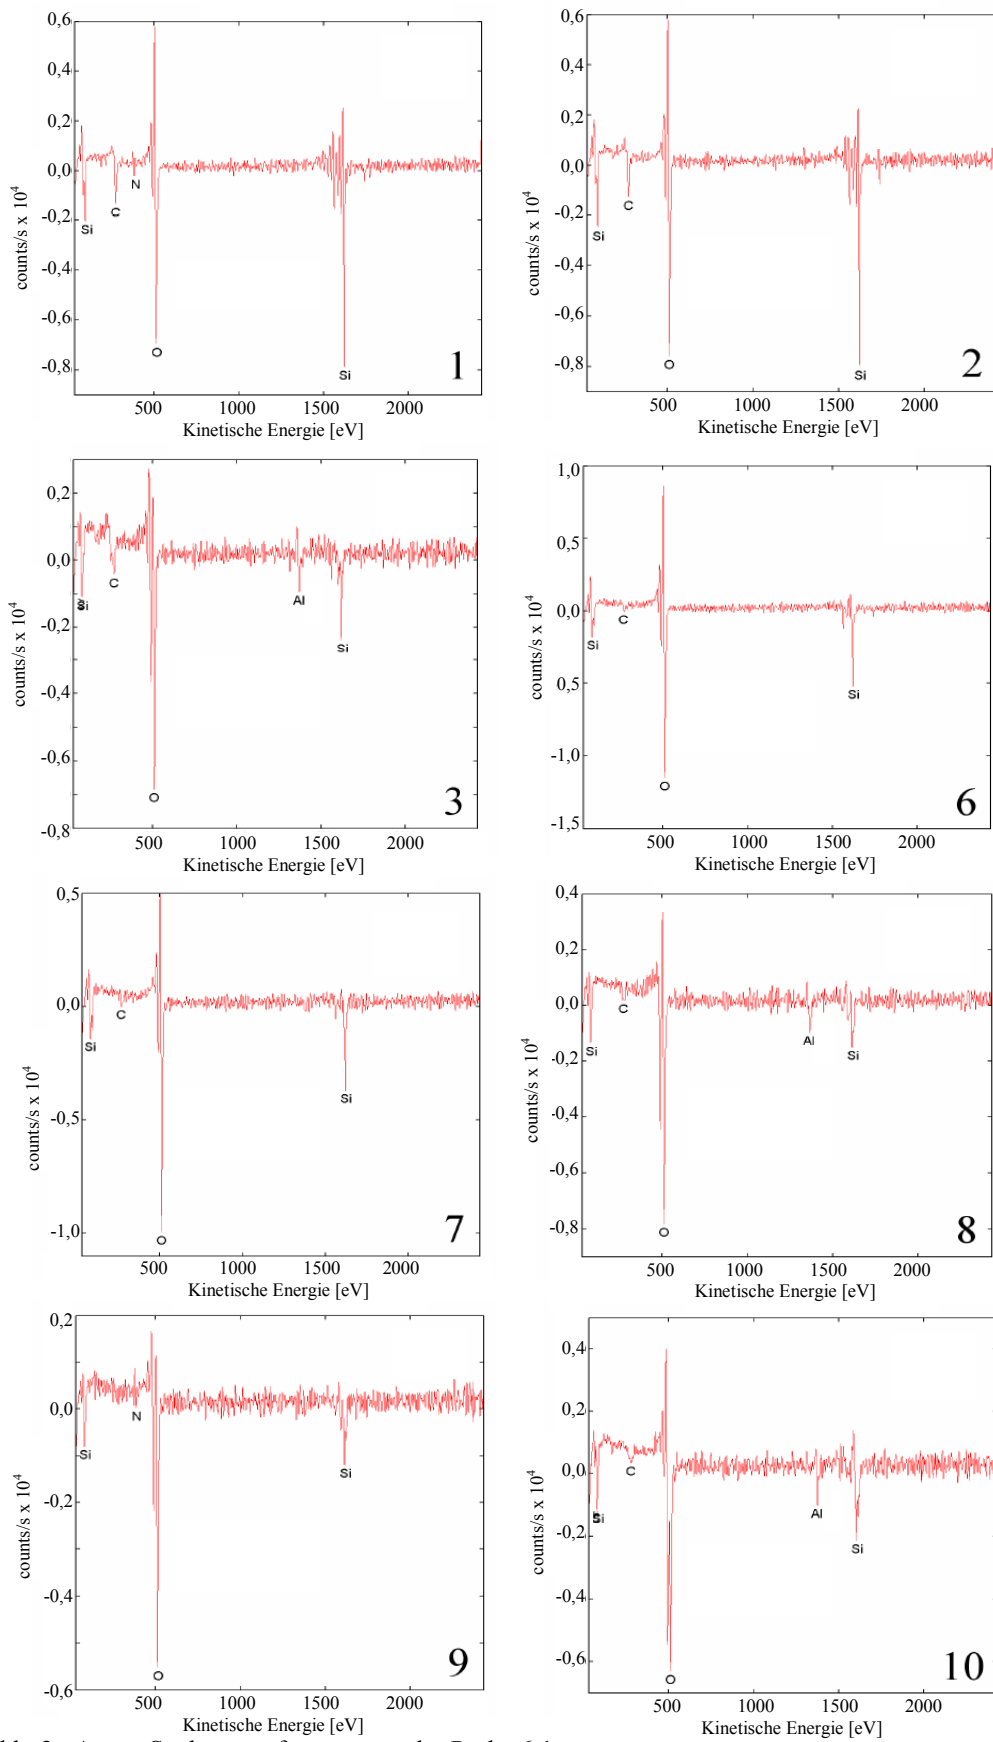 0,6
0,4
0,2
0,0
-0,2
-0,4
-0,6
-0,8
counts/s x 10⁴
Si
C
N
O
Si
1
500 1000 1500 2000
Kinetische Energie [eV]
0,6
0,4
0,2
0,0
-0,2
-0,4
-0,6
-0,8
counts/s x 10⁴
Si
C
O
Si
2
500 1000 1500 2000
Kinetische Energie [eV]
0,2
0,0
-0,2
-0,4
-0,6
-0,8
counts/s x 10⁴
Si
C
O
Al
Si
3
500 1000 1500 2000
Kinetische Energie [eV]
1,0
0,5
0,0
0,5
-1,0
-1,5
counts/s x 10⁴
Si
C
O
Si
6
500 1000 1500 2000
Kinetische Energie [eV]
0,5
0,0
-0,5
-1,0
counts/s x 10⁴
Si
C
O
Si
7
500 1000 1500 2000
Kinetische Energie [eV]
0,4
0,2
0,0
-0,2
-0,4
-0,6
-0,8
counts/s x 10⁴
Si
C
O
Al
Si
8
500 1000 1500 2000
Kinetische Energie [eV]
0,2
0,0
-0,2
-0,4
-0,6
counts/s x 10⁴
Si
N
O
Si
9
500 1000 1500 2000
Kinetische Energie [eV]
0,4
0,2
0,0
-0,2
-0,4
-0,6
counts/s x 10⁴
Si
C
O
Al
Si
10
500 1000 1500 2000
Kinetische Energie [eV]